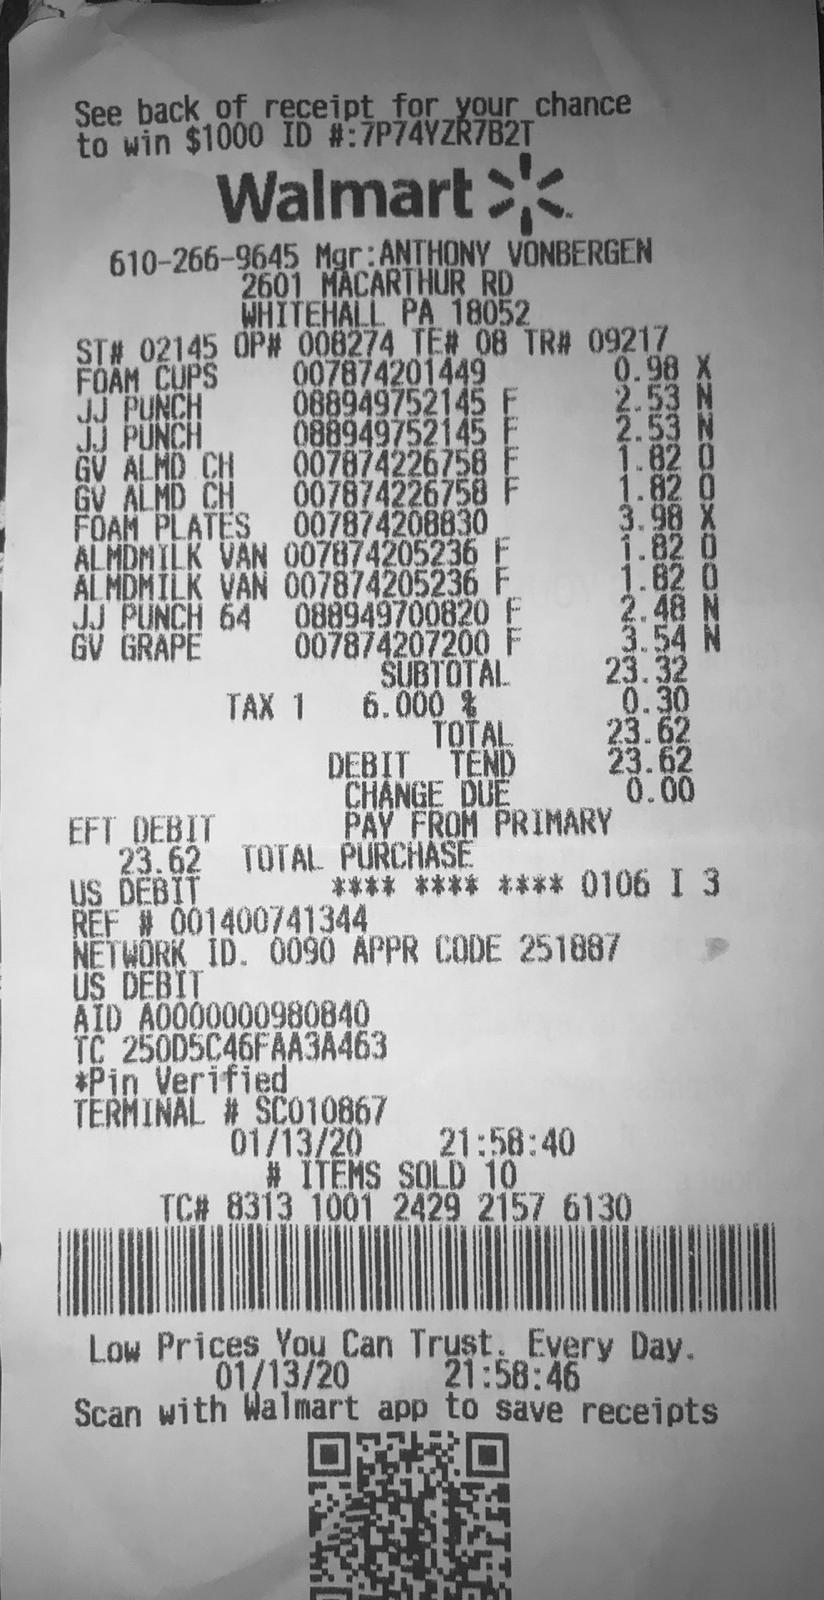 See back of receipt for your chance
to win $1000 ID #:7P74YZR7B2T
Walmart
610-266-9645 Mgr:ANTHONY VONBERGEN
2601 MACARTHUR RD
WHITEHALL PA 18052
ST# 02145 OP# 008274 TE# 08 TR# 09217
FOAM CUPS 007874201449 0.98 X
JJ PUNCH 088949752145 F 2.53 N
JJ PUNCH 088949752145 F 2.53 N
GV ALMD CH 007874226758 F 1.82 O
GV ALMD CH 007874226758 F 1.82 O
FOAM PLATES 007874208830 3.98 X
ALMDMILK VAN 007874205236 F 1.82 O
ALMDMILK VAN 007874205236 F 1.82 O
JJ PUNCH 64 088949700820 F 2.48 N
GV GRAPE 007874207200 F 3.54 N
SUBTOTAL 23.32
TAX 1 6.000 % 0.30
TOTAL 23.62
DEBIT TEND 23.62
CHANGE DUE 0.00
EFT DEBIT PAY FROM PRIMARY
23.62 TOTAL PURCHASE
US DEBIT **** **** **** 0106 I 3
REF # 001400741344
NETWORK ID. 0090 APPR CODE 251887
US DEBIT
AID A0000000980840
TC 250D5C46FAA3A463
*Pin Verified
TERMINAL # SC010867
01/13/20 21:58:40
# ITEMS SOLD 10
TC# 8313 1001 2429 2157 6130
Low Prices You Can Trust. Every Day.
01/13/20 21:58:46
Scan with Walmart app to save receipts